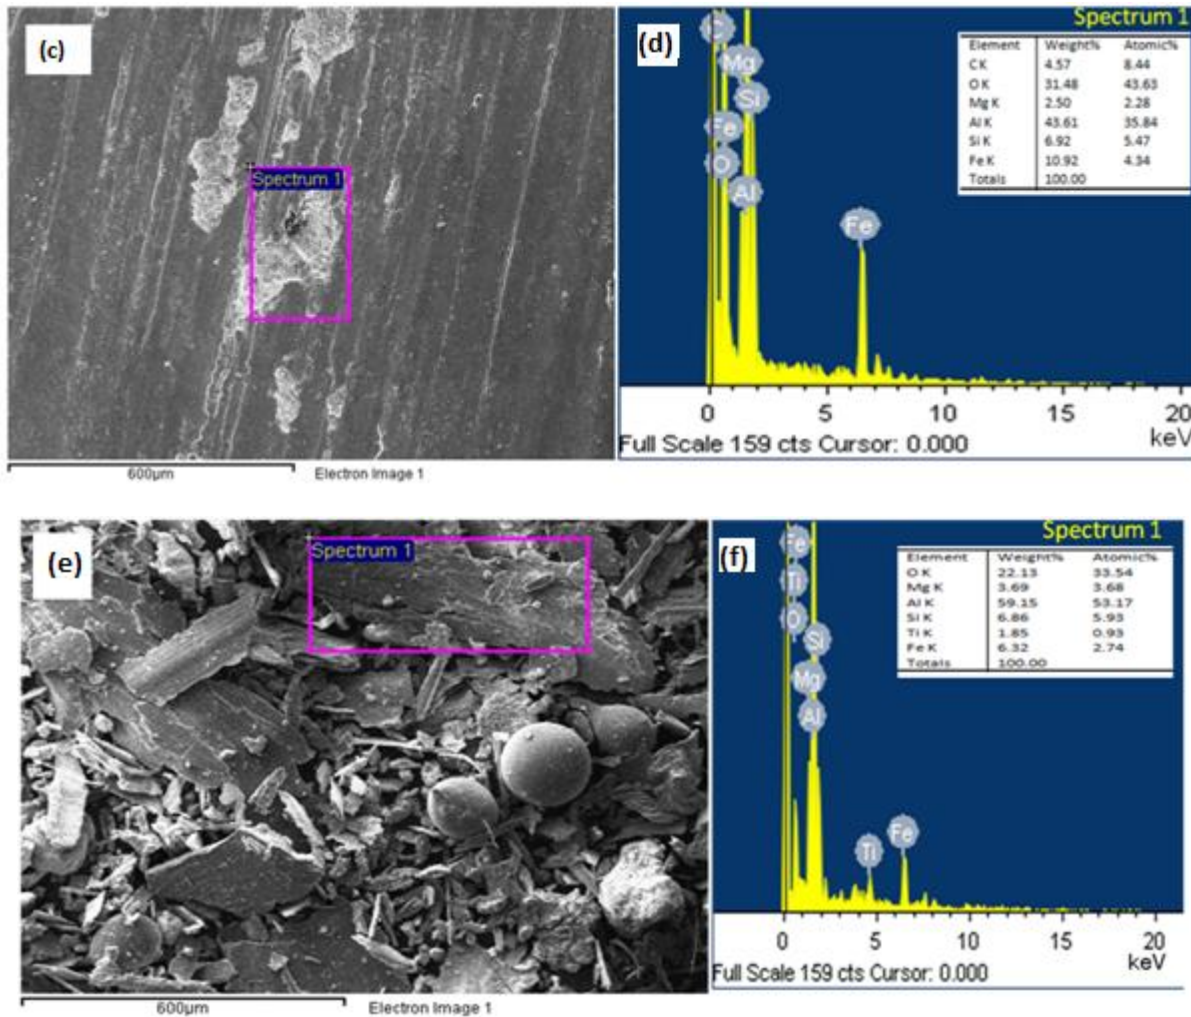 (c)
Spectrum 1
600µm
Electron Image 1
(d)
Spectrum 1
Element Weight% Atomic%
C K 4.57 8.44
O K 31.48 43.63
Mg K 2.50 2.28
Al K 43.61 35.84
Si K 6.92 5.47
Fe K 10.92 4.34
Totals 100.00
C
Mg
Si
Fe
O
Al
Fe
0 5 10 15 20
keV
Full Scale 159 cts Cursor: 0.000
(e)
Spectrum 1
600µm
Electron Image 1
(f)
Spectrum 1
Element Weight% Atomic%
O K 22.13 33.54
Mg K 3.69 3.68
Al K 59.15 53.17
Si K 6.86 5.93
Ti K 1.85 0.93
Fe K 6.32 2.74
Totals 100.00
Fe
Ti
O
Si
Mg
Al
Ti
Fe
0 5 10 15 20
keV
Full Scale 159 cts Cursor: 0.000